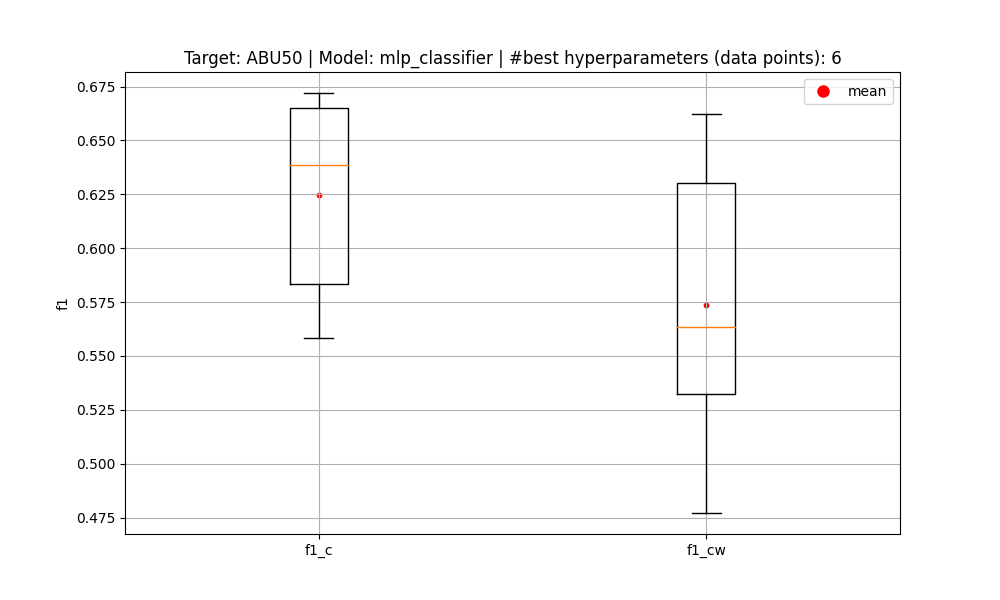 Target: ABU50 | Model: mlp_classifier | #best hyperparameters (data points): 6
mean
0.675
0.650
0.625
0.600
0.575
0.550
0.525
0.500
0.475
f1
f1_c
f1_cw